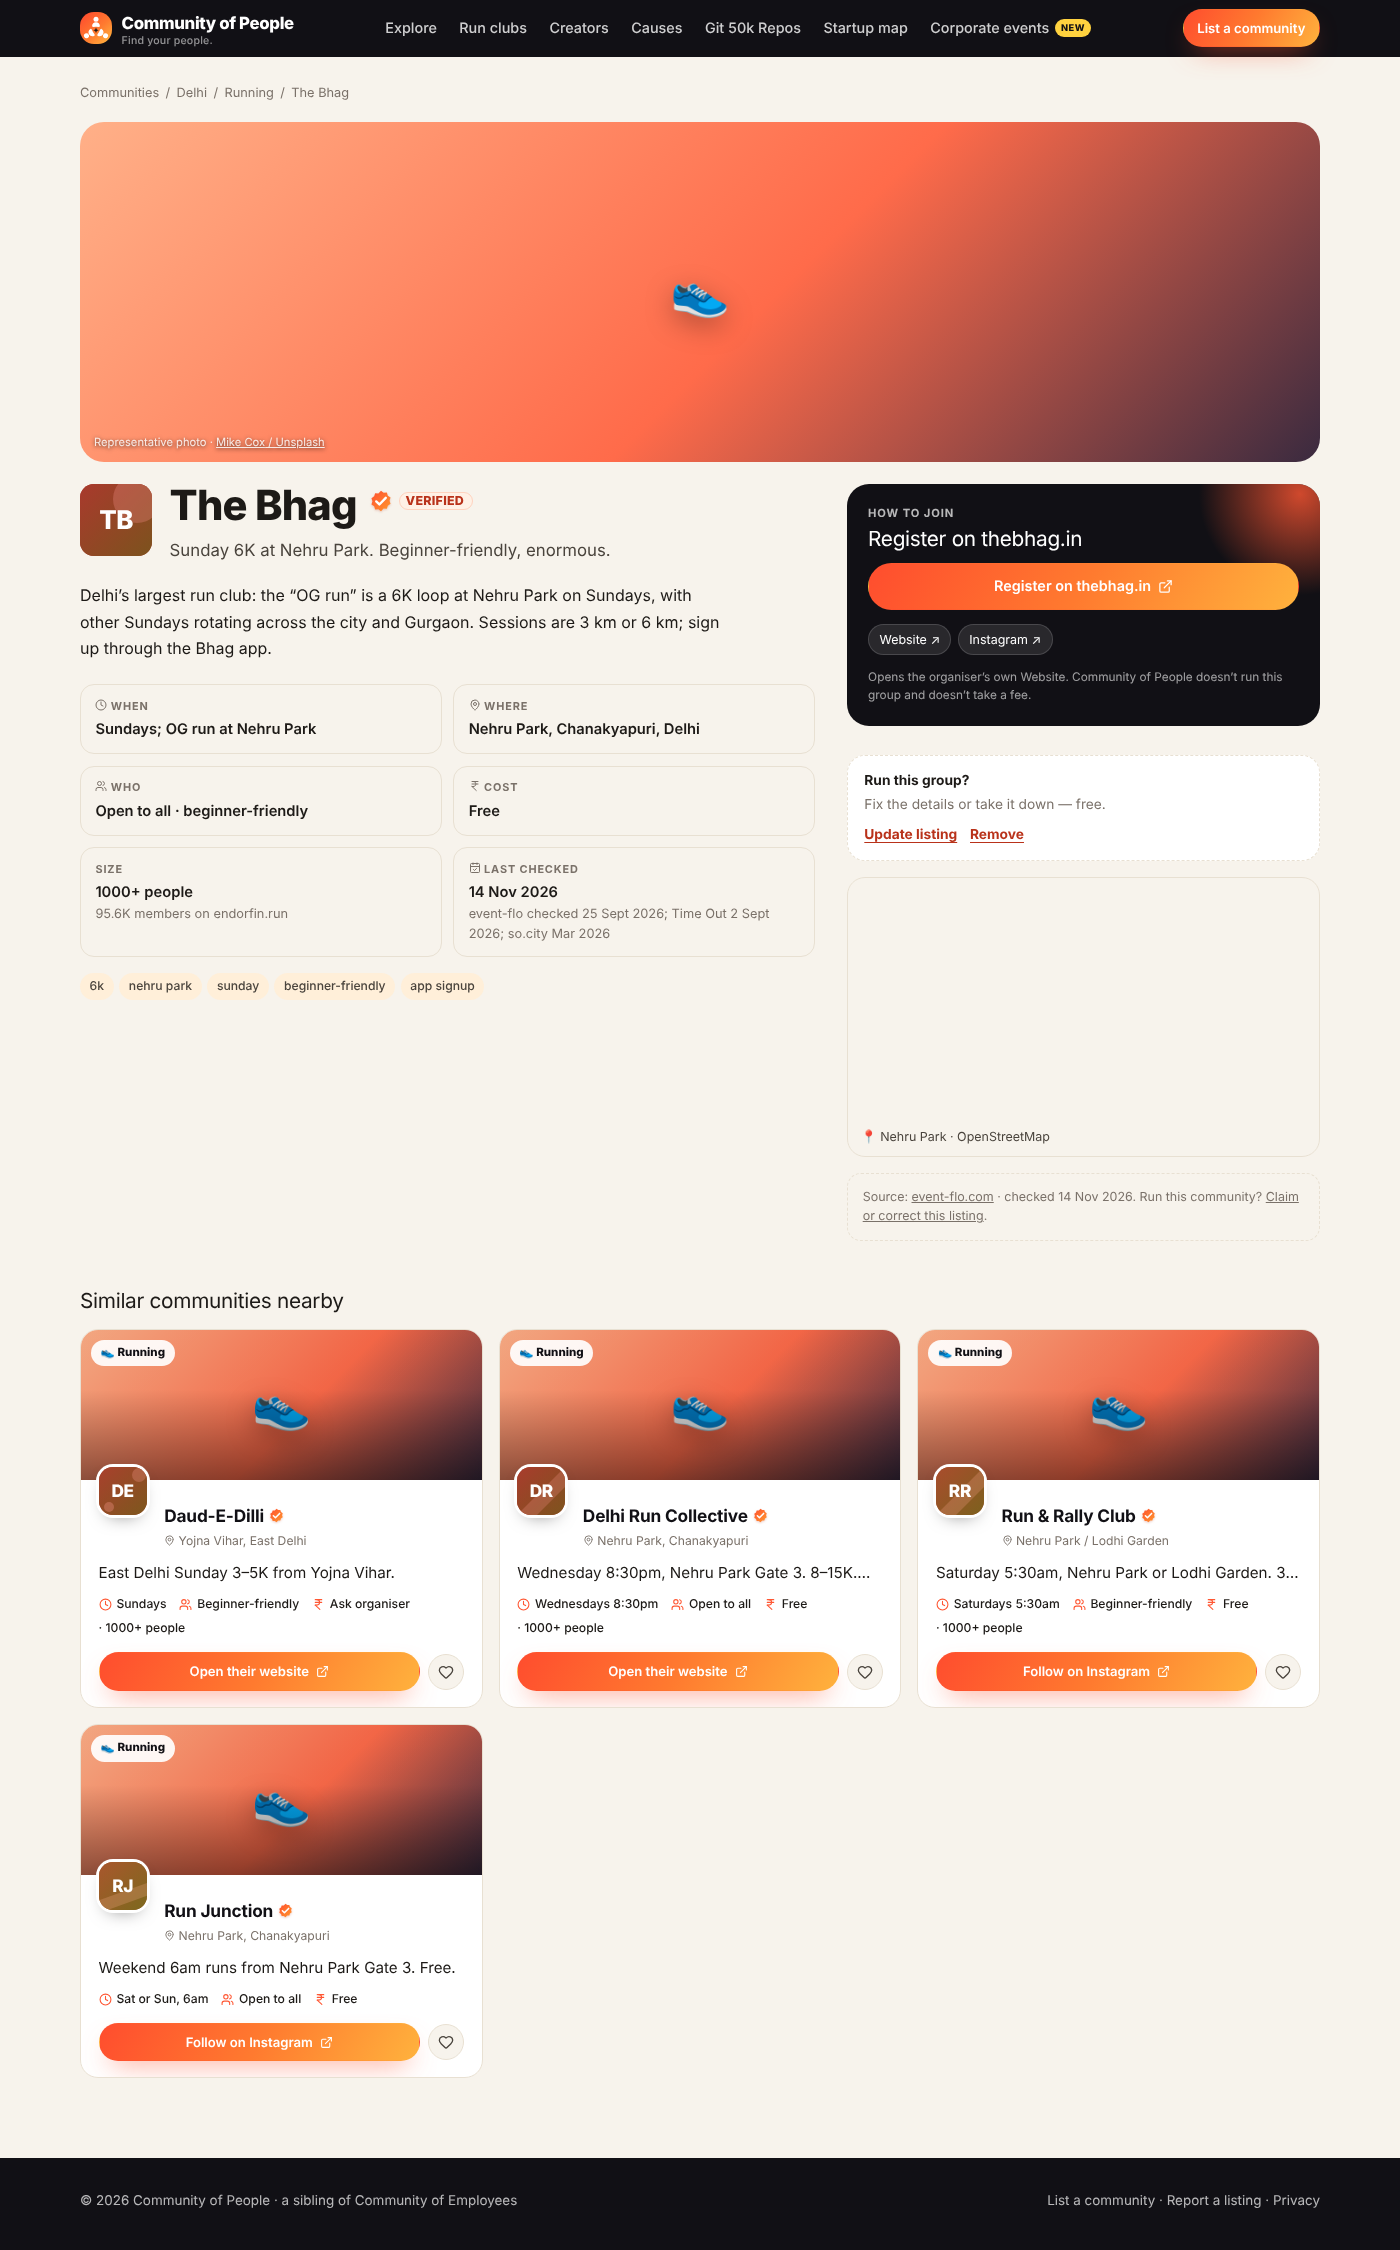 Community of People
Find your people.
Explore
Run clubs
Creators
Causes
Git 50k Repos
Startup map
Corporate events NEW
List a community
Communities / Delhi / Running / The Bhag
Representative photo · Mike Cox / Unsplash
TB
The Bhag
VERIFIED
Sunday 6K at Nehru Park. Beginner-friendly, enormous.
Delhi’s largest run club: the “OG run” is a 6K loop at Nehru Park on Sundays, with
other Sundays rotating across the city and Gurgaon. Sessions are 3 km or 6 km; sign
up through the Bhag app.
WHEN
Sundays; OG run at Nehru Park
WHERE
Nehru Park, Chanakyapuri, Delhi
WHO
Open to all · beginner-friendly
COST
Free
SIZE
1000+ people
95.6K members on endorfin.run
LAST CHECKED
14 Nov 2026
event-flo checked 25 Sept 2026; Time Out 2 Sept
2026; so.city Mar 2026
6k
nehru park
sunday
beginner-friendly
app signup
HOW TO JOIN
Register on thebhag.in
Register on thebhag.in
Website ↗
Instagram ↗
Opens the organiser’s own Website. Community of People doesn’t run this
group and doesn’t take a fee.
Run this group?
Fix the details or take it down — free.
Update listing Remove
📍 Nehru Park · OpenStreetMap
Source: event-flo.com · checked 14 Nov 2026. Run this community? Claim
or correct this listing.
Similar communities nearby
Running
DE
Daud-E-Dilli
Yojna Vihar, East Delhi
East Delhi Sunday 3–5K from Yojna Vihar.
Sundays Beginner-friendly Ask organiser
· 1000+ people
Open their website
Running
DR
Delhi Run Collective
Nehru Park, Chanakyapuri
Wednesday 8:30pm, Nehru Park Gate 3. 8–15K....
Wednesdays 8:30pm Open to all Free
· 1000+ people
Open their website
Running
RR
Run & Rally Club
Nehru Park / Lodhi Garden
Saturday 5:30am, Nehru Park or Lodhi Garden. 3...
Saturdays 5:30am Beginner-friendly Free
· 1000+ people
Follow on Instagram
Running
RJ
Run Junction
Nehru Park, Chanakyapuri
Weekend 6am runs from Nehru Park Gate 3. Free.
Sat or Sun, 6am Open to all Free
Follow on Instagram
© 2026 Community of People · a sibling of Community of Employees
List a community · Report a listing · Privacy